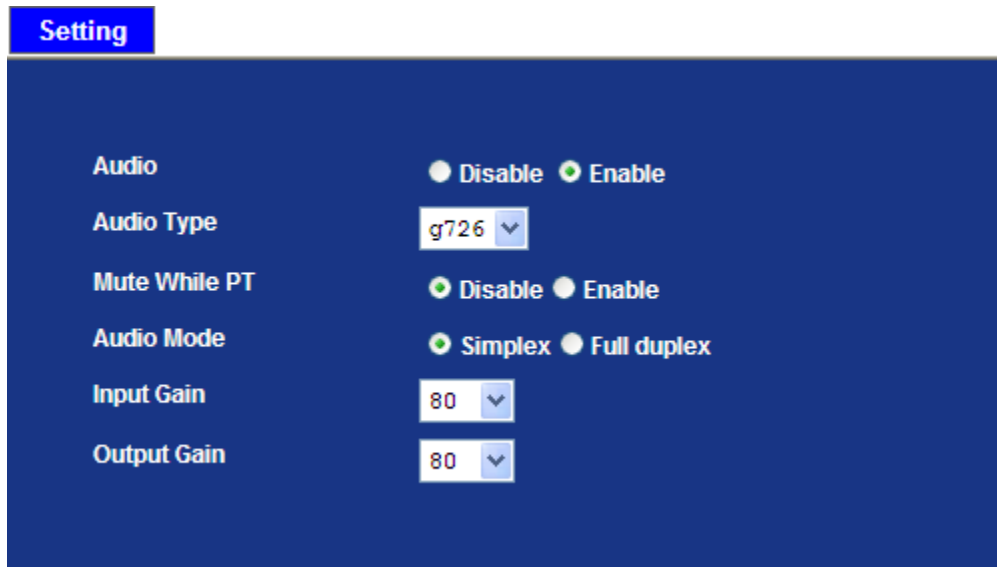 Setting
Audio Disable Enable
Audio Type g726
Mute While PT Disable Enable
Audio Mode Simplex Full duplex
Input Gain 80
Output Gain 80